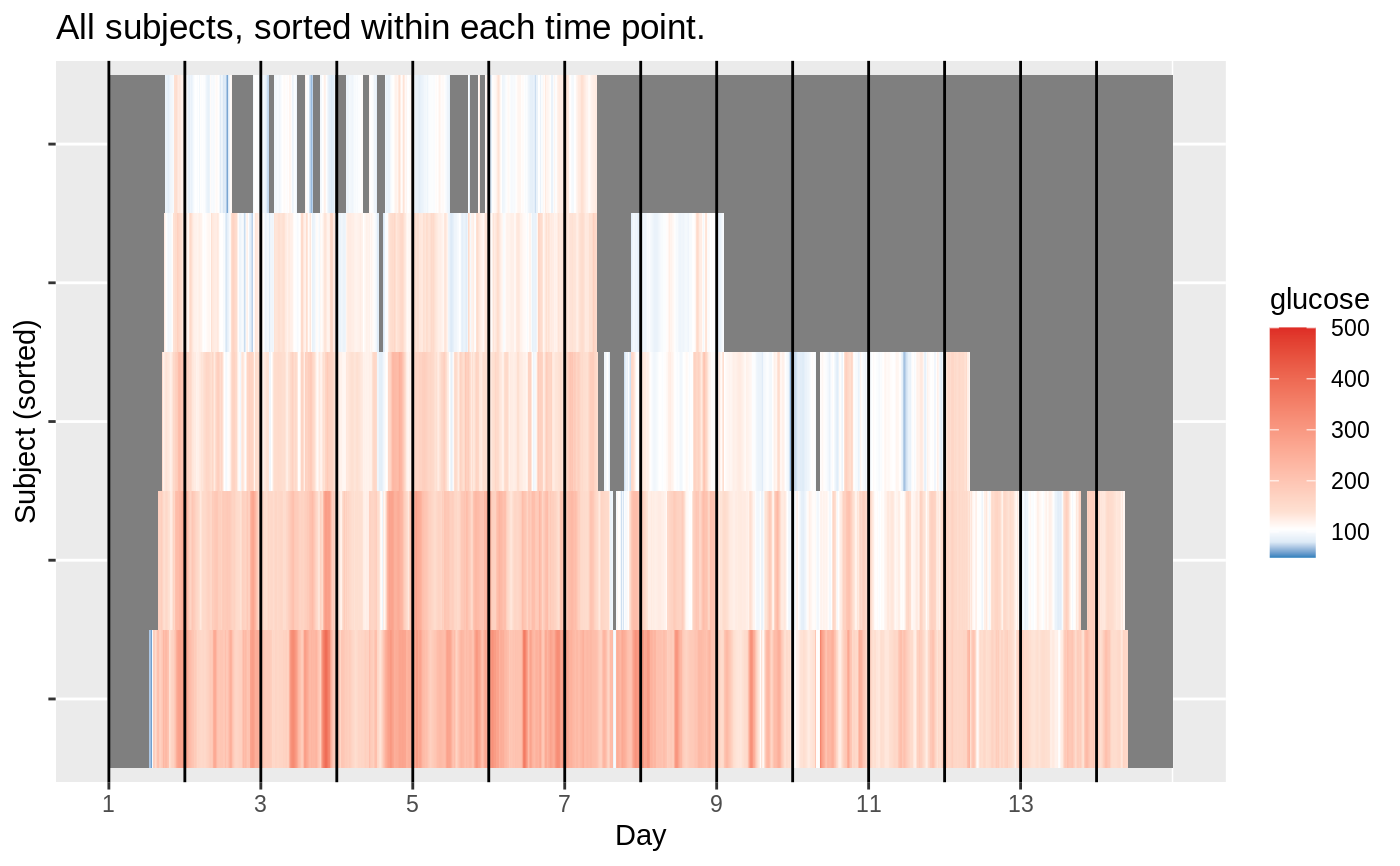 All subjects, sorted within each time point.
Subject (sorted)
glucose
500
400
300
200
100
1 3 5 7 9 11 13
Day